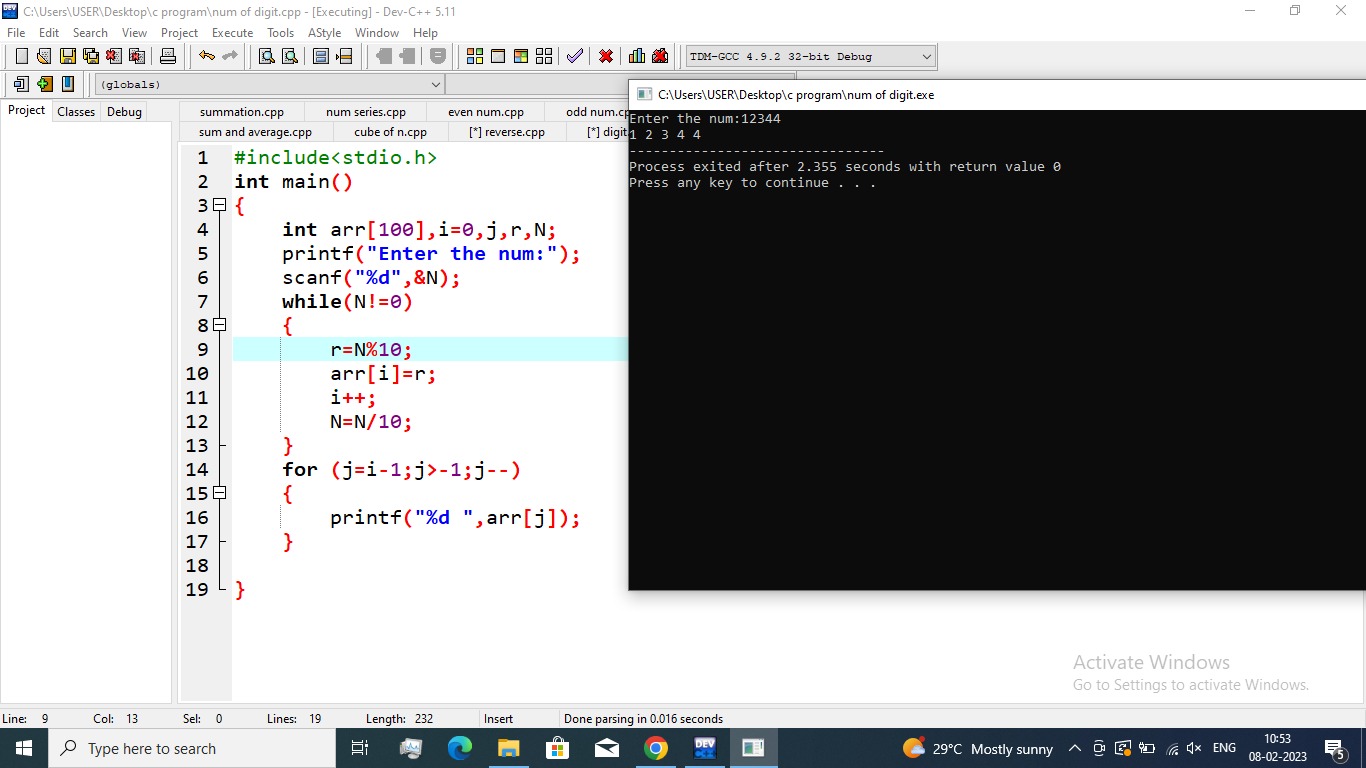 C:\Users\USER\Desktop\c program\num of digit.cpp - [Executing] - Dev-C++ 5.11
File Edit Search View Project Execute Tools AStyle Window Help
TDM-GCC 4.9.2 32-bit Debug
(globals)
Project Classes Debug
summation.cpp num series.cpp even num.cpp odd num.cp
sum and average.cpp cube of n.cpp [*] reverse.cpp [*] digit
1 #include<stdio.h>
2 int main()
3 {
4 int arr[100],i=0,j,r,N;
5 printf("Enter the num:");
6 scanf("%d",&N);
7 while(N!=0)
8 {
9 r=N%10;
10 arr[i]=r;
11 i++;
12 N=N/10;
13 }
14 for (j=i-1;j>-1;j--)
15 {
16 printf("%d ",arr[j]);
17 }
18
19 }
C:\Users\USER\Desktop\c program\num of digit.exe
Enter the num:12344
1 2 3 4 4
--------------------------------
Process exited after 2.355 seconds with return value 0
Press any key to continue . . .
Activate Windows
Go to Settings to activate Windows.
Line: 9 Col: 13 Sel: 0 Lines: 19 Length: 232 Insert Done parsing in 0.016 seconds
Type here to search
DEV
29°C Mostly sunny
ENG
10:53
08-02-2023
5